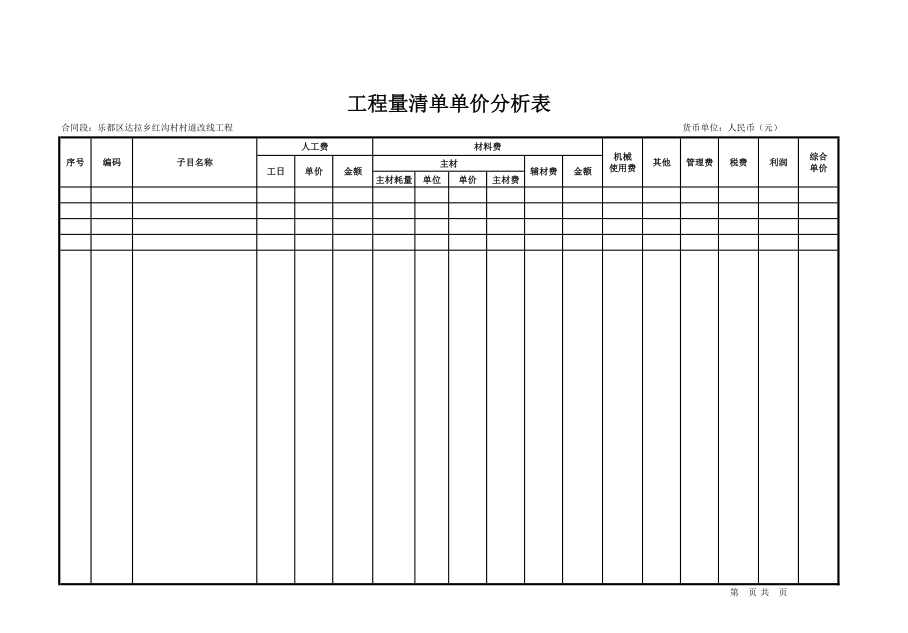 工程量清单单价分析表
合同段：乐都区达拉乡红沟村村道改线工程 货币单位：人民币（元）
序号 编码 子目名称 人工费 材料费 机械使用费 其他 管理费 税费 利润 综合单价
工日 单价 金额 主材 辅材费 金额
主材耗量 单位 单价 主材费
第 页 共 页